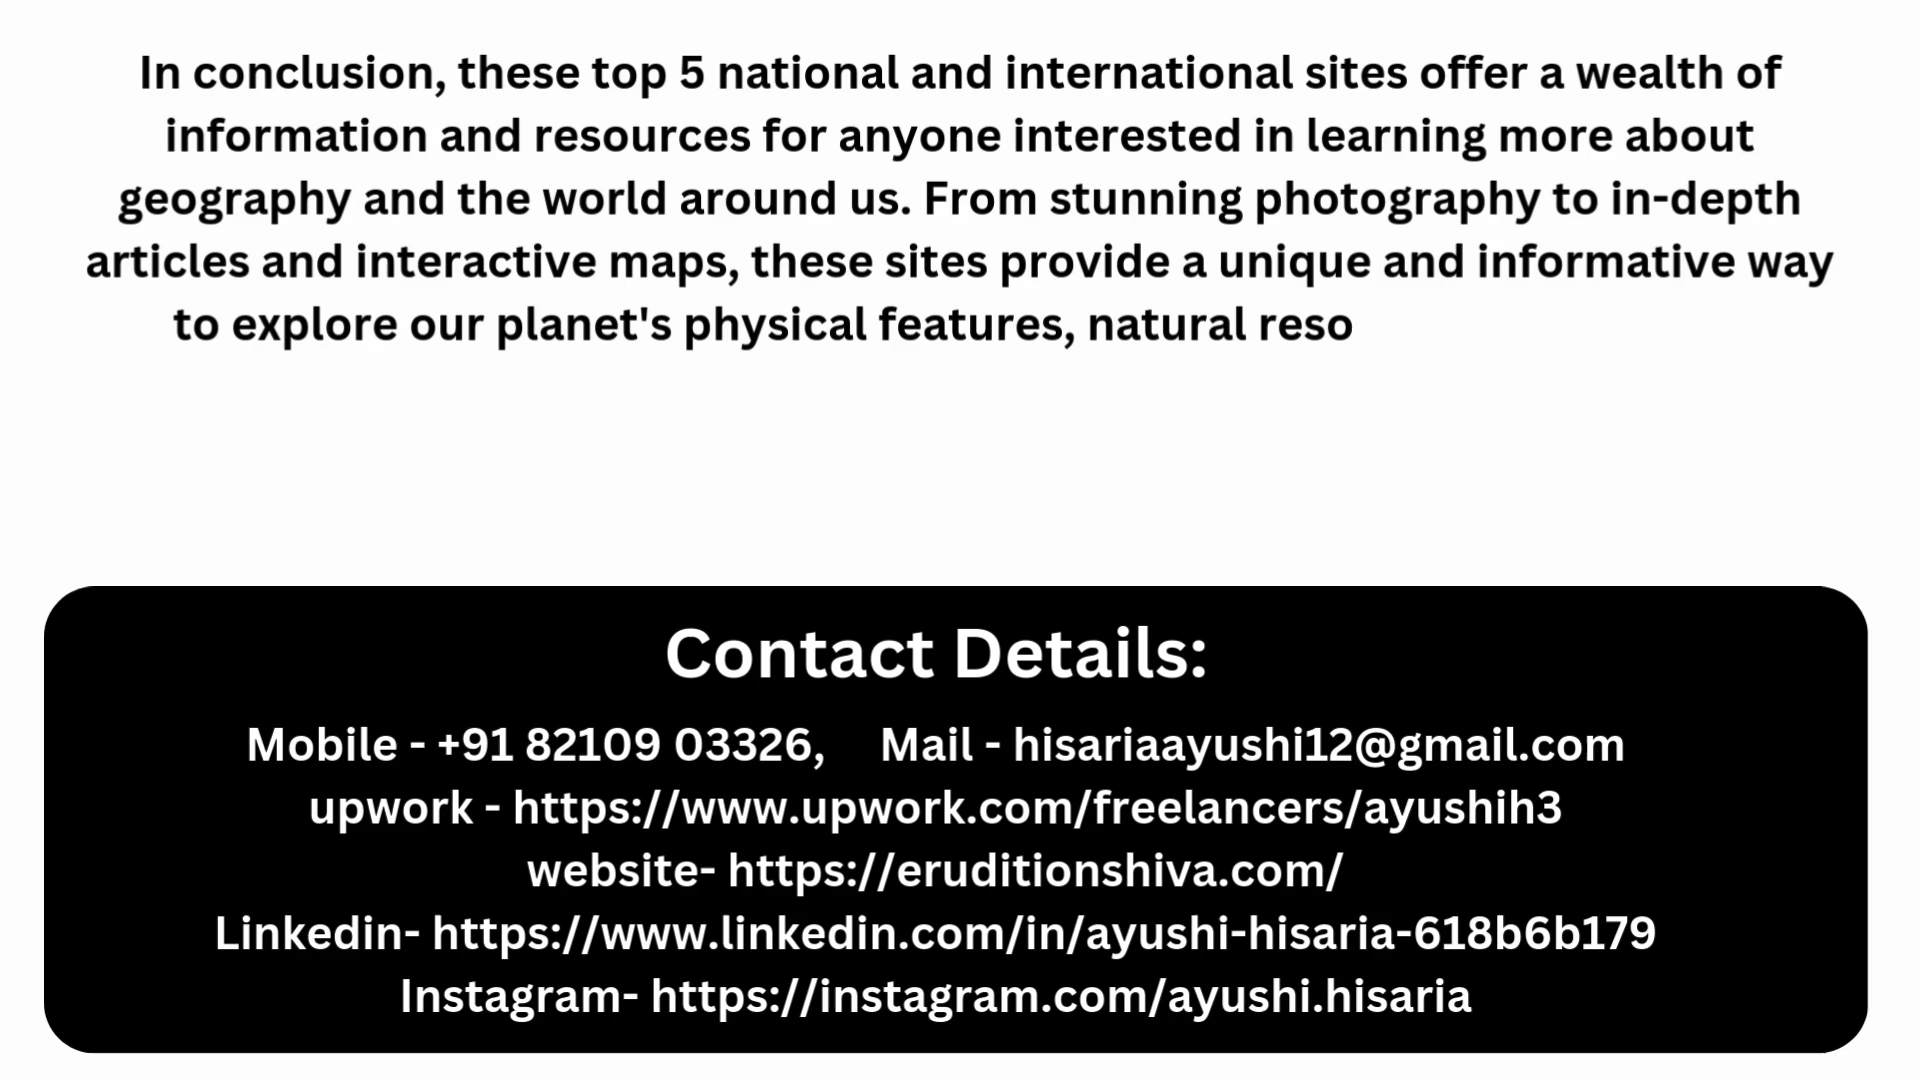 In conclusion, these top 5 national and international sites offer a wealth of
information and resources for anyone interested in learning more about
geography and the world around us. From stunning photography to in-depth
articles and interactive maps, these sites provide a unique and informative way
to explore our planet's physical features, natural reso
Contact Details:
Mobile - +91 82109 03326, Mail - hisariaayushi12@gmail.com
upwork - https://www.upwork.com/freelancers/ayushih3
website- https://eruditionshiva.com/
Linkedin- https://www.linkedin.com/in/ayushi-hisaria-618b6b179
Instagram- https://instagram.com/ayushi.hisaria